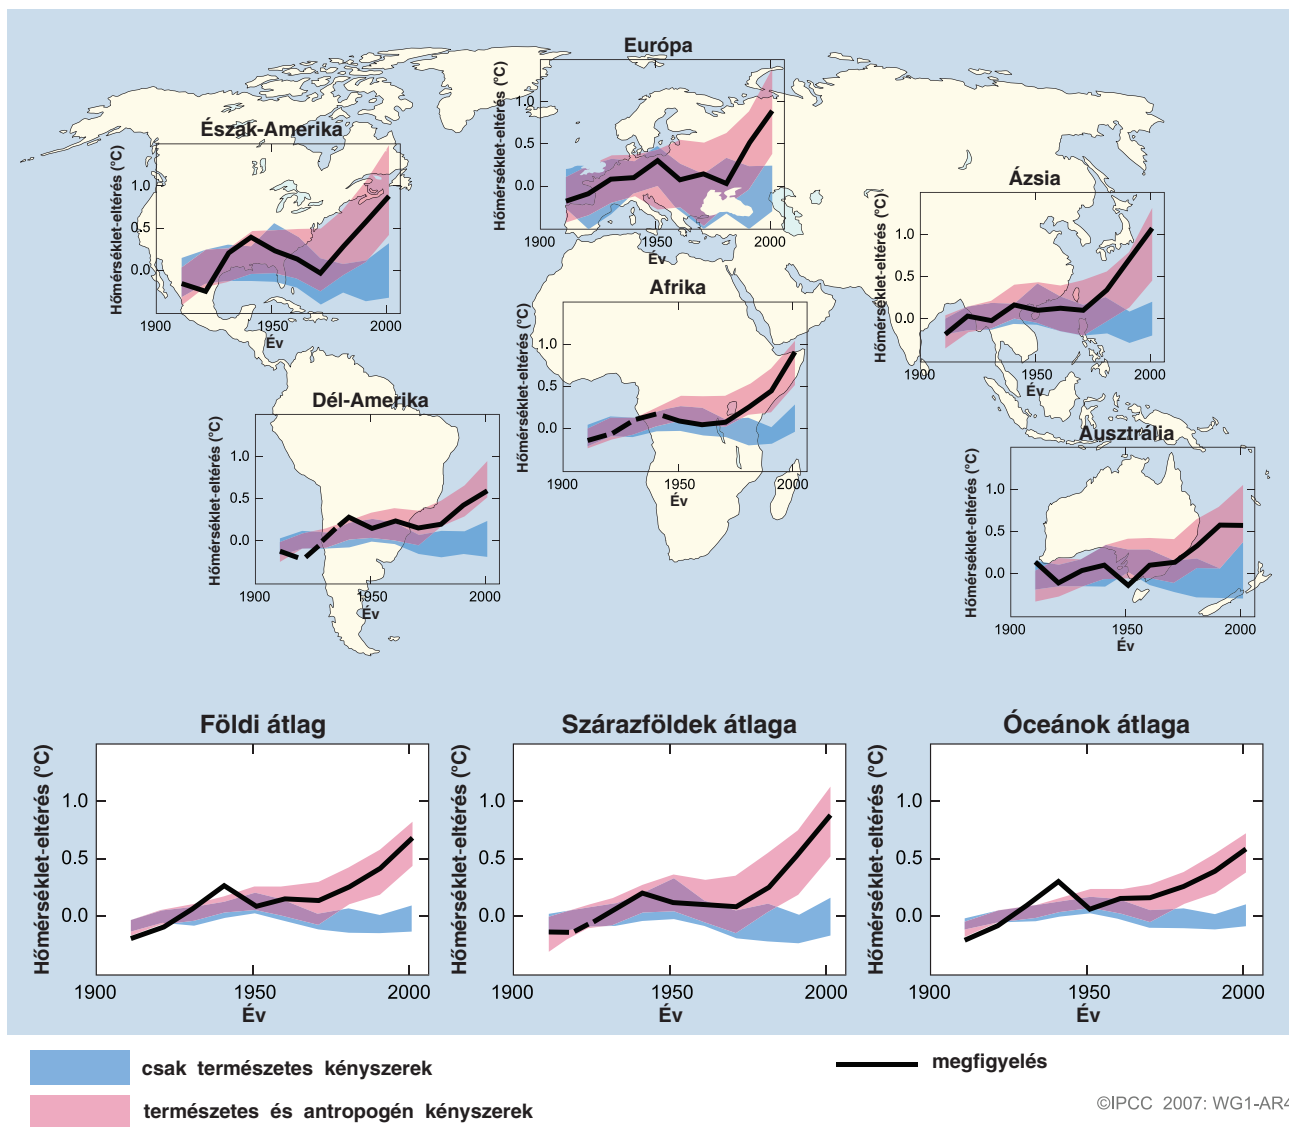 Európa
Hőmérséklet-eltérés (°C)
1.0
0.5
0.0
1900
1950
2000
Év
Észak-Amerika
Hőmérséklet-eltérés (°C)
1.0
0.5
0.0
1900
1950
2000
Év
Ázsia
Hőmérséklet-eltérés (°C)
1.0
0.5
0.0
1900
1950
2000
Év
Afrika
Hőmérséklet-eltérés (°C)
1.0
0.5
0.0
1900
1950
2000
Év
Dél-Amerika
Hőmérséklet-eltérés (°C)
1.0
0.5
0.0
1900
1950
2000
Év
Ausztrália
Hőmérséklet-eltérés (°C)
1.0
0.5
0.0
1900
1950
2000
Év
Földi átlag
Hőmérséklet-eltérés (°C)
1.0
0.5
0.0
1900
1950
2000
Év
Szárazföldek átlaga
Hőmérséklet-eltérés (°C)
1.0
0.5
0.0
1900
1950
2000
Év
Óceánok átlaga
Hőmérséklet-eltérés (°C)
1.0
0.5
0.0
1900
1950
2000
Év
csak természetes kényszerek
megfigyelés
természetes és antropogén kényszerek
©IPCC 2007: WG1-AR4